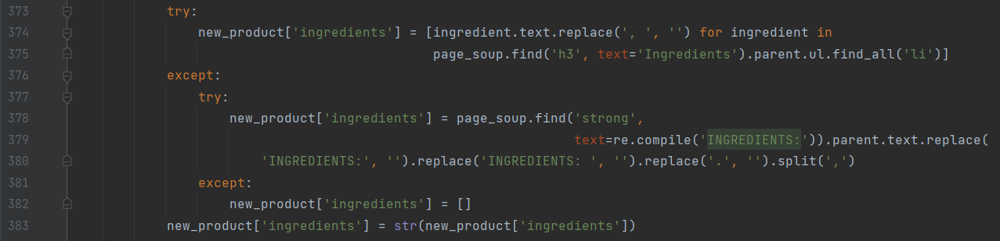 373 try:
374 new_product['ingredients'] = [ingredient.text.replace(', ', '') for ingredient in
375 page_soup.find('h3', text='Ingredients').parent.ul.find_all('li')]
376 except:
377 try:
378 new_product['ingredients'] = page_soup.find('strong',
379 text=re.compile('INGREDIENTS:')).parent.text.replace(
380 'INGREDIENTS:', '').replace('INGREDIENTS: ', '').replace('.', '').split(',')
381 except:
382 new_product['ingredients'] = []
383 new_product['ingredients'] = str(new_product['ingredients'])